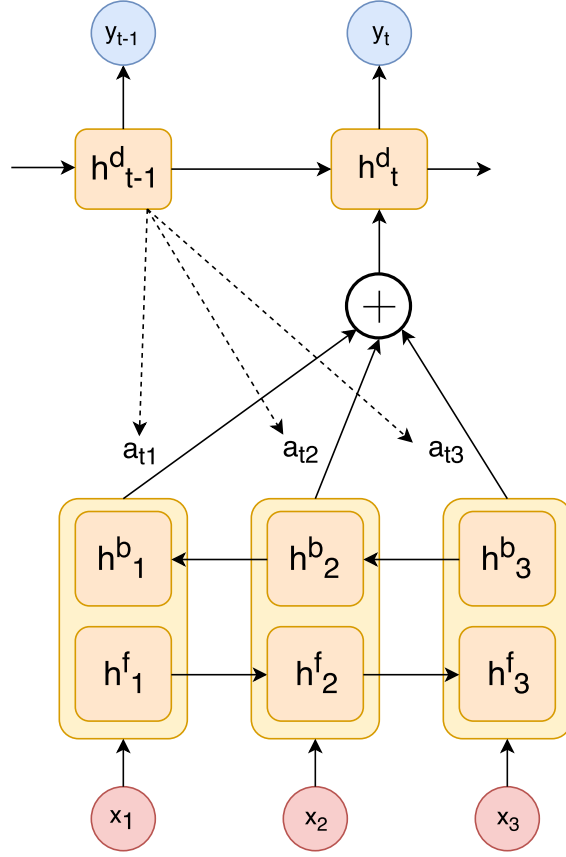 y_{t-1} y_t
h^d_{t-1} h^d_t
+
a_{t1} a_{t2} a_{t3}
h^b_1 h^b_2 h^b_3
h^f_1 h^f_2 h^f_3
x_1 x_2 x_3